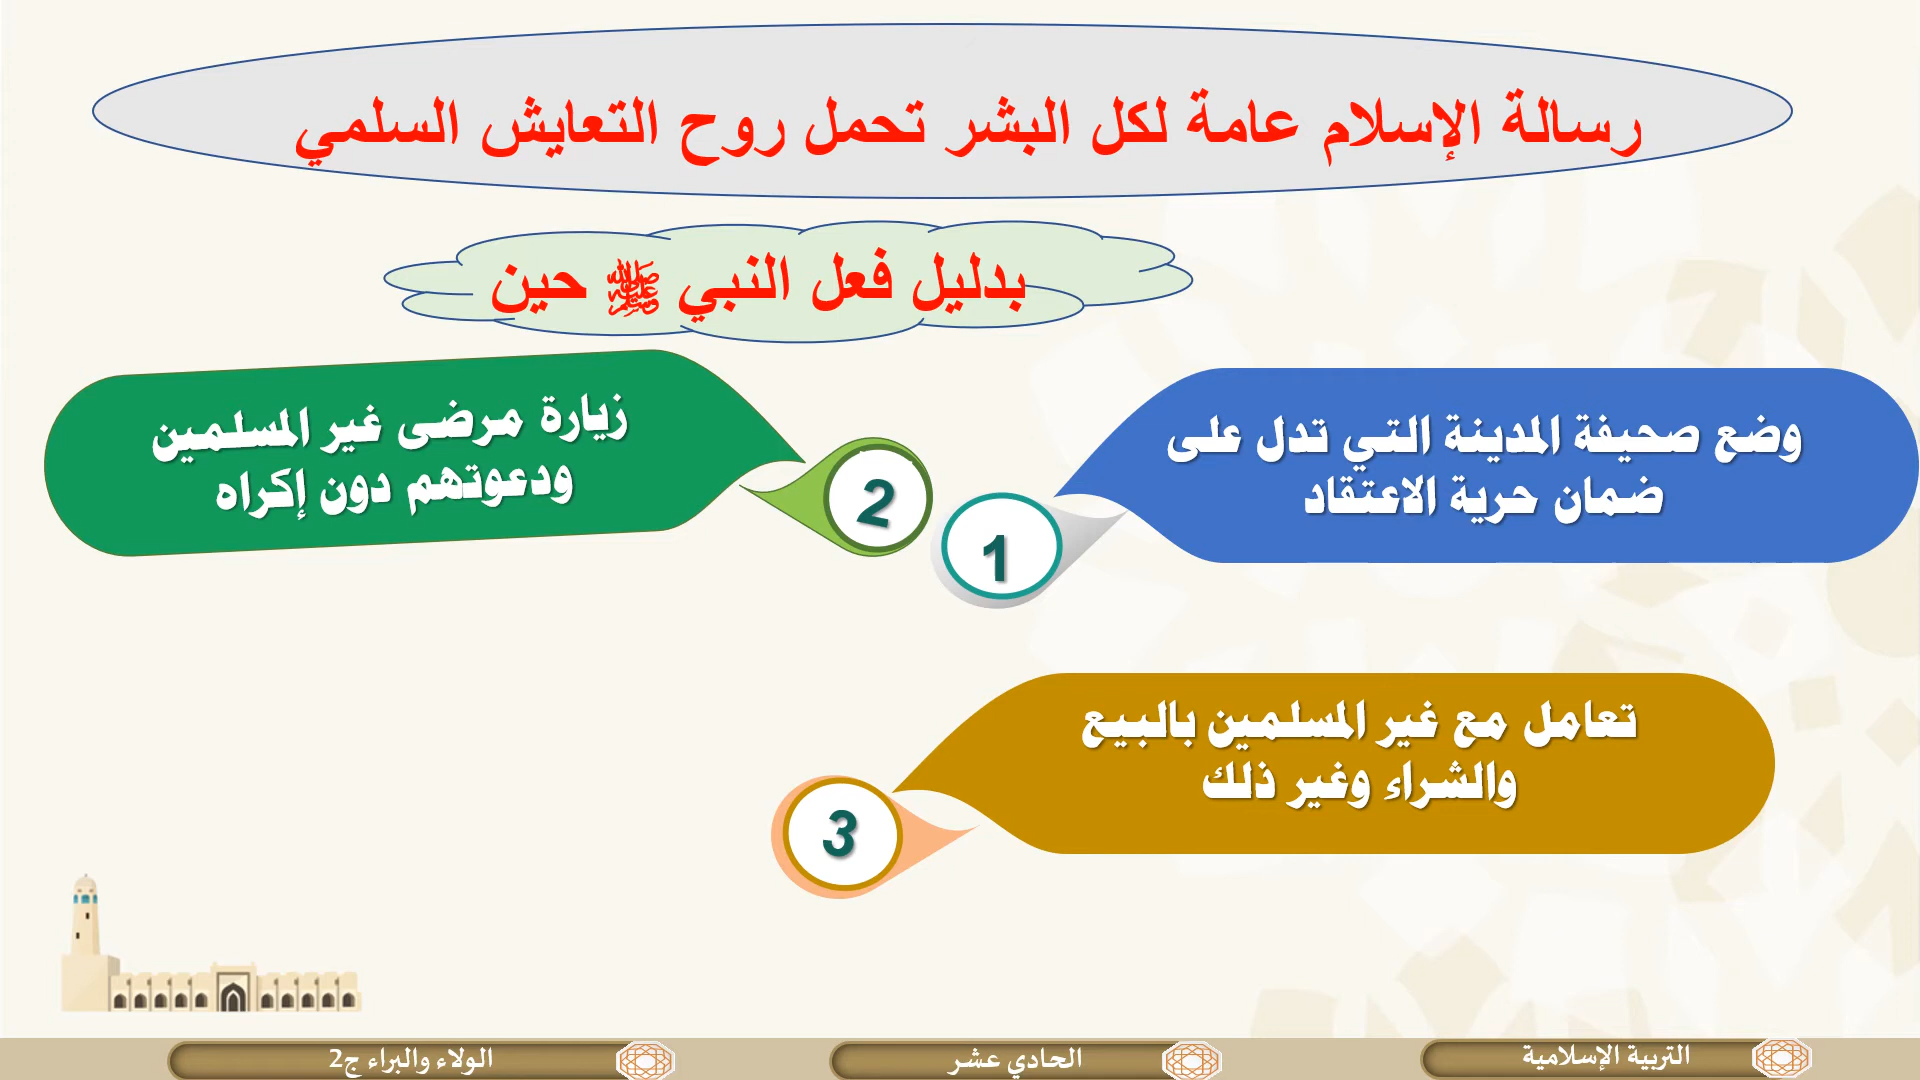 رسالة الإسلام عامة لكل البشر تحمل روح التعايش السلمي
بدليل فعل النبي ﷺ حين
وضع صحيفة المدينة التي تدل على
ضمان حرية الاعتقاد
1
زيارة مرضى غير المسلمين
ودعوتهم دون إكراه
2
تعامل مع غير المسلمين بالبيع
والشراء وغير ذلك
3
التربية الإسلامية
الحادي عشر
الولاء والبراء ج2